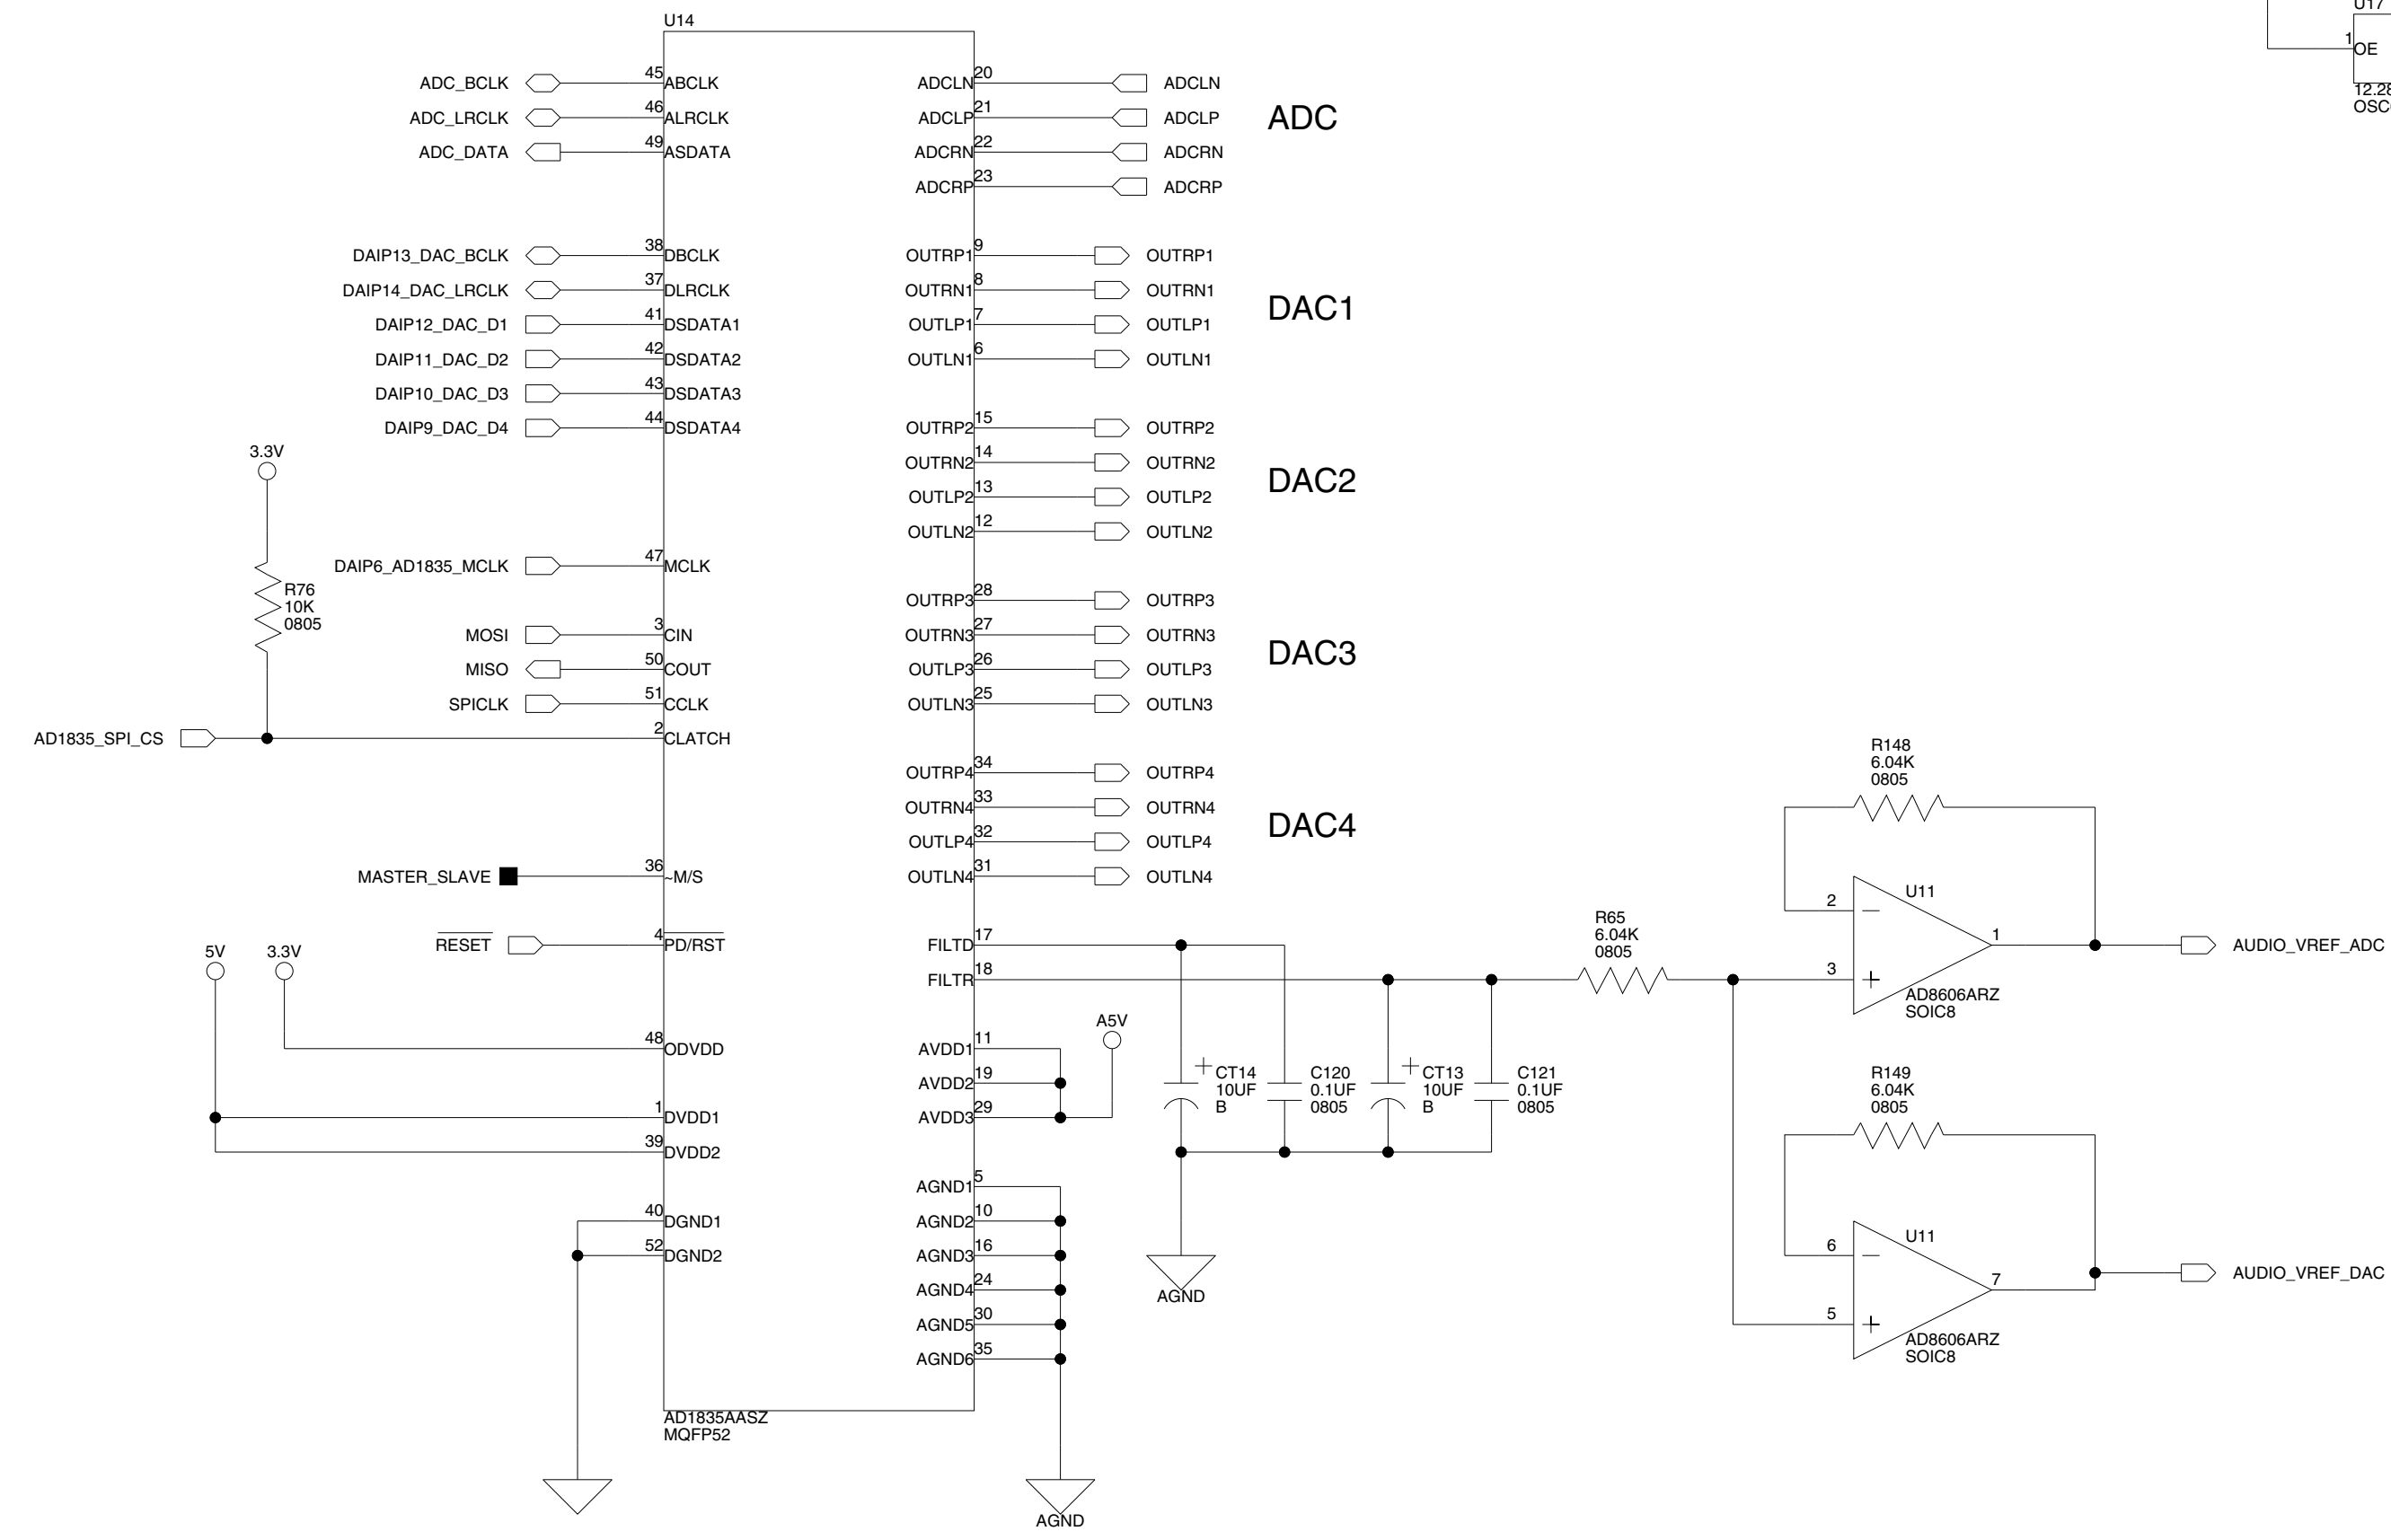 U14
U17
1
OE
12.28
OSC
ADC_BCLK 45 ABCLK
ADC_LRCLK 46 ALRCLK
ADC_DATA 49 ASDATA
ADCLN 20 ADCLN
ADCLP 21 ADCLP
ADCRN 22 ADCRN
ADCRP 23 ADCRP
ADC
DAIP13_DAC_BCLK 38 DBCLK
DAIP14_DAC_LRCLK 37 DLRCLK
DAIP12_DAC_D1 41 DSDATA1
DAIP11_DAC_D2 42 DSDATA2
DAIP10_DAC_D3 43 DSDATA3
DAIP9_DAC_D4 44 DSDATA4
OUTRP1 9 OUTRP1
OUTRN1 8 OUTRN1
OUTLP1 7 OUTLP1
OUTLN1 6 OUTLN1
DAC1
OUTRP2 15 OUTRP2
OUTRN2 14 OUTRN2
OUTLP2 13 OUTLP2
OUTLN2 12 OUTLN2
DAC2
3.3V
R76
10K
0805
DAIP6_AD1835_MCLK 47 MCLK
MOSI 3 CIN
MISO 50 COUT
SPICLK 51 CCLK
AD1835_SPI_CS 2 CLATCH
OUTRP3 28 OUTRP3
OUTRN3 27 OUTRN3
OUTLP3 26 OUTLP3
OUTLN3 25 OUTLN3
DAC3
OUTRP4 34 OUTRP4
OUTRN4 33 OUTRN4
OUTLP4 32 OUTLP4
OUTLN4 31 OUTLN4
DAC4
MASTER_SLAVE 36 ~M/S
RESET 4 PD/RST
5V 3.3V
48 ODVDD
1 DVDD1
39 DVDD2
40 DGND1
52 DGND2
FILTD 17
FILTR 18
AVDD1 11
AVDD2 19
AVDD3 29
A5V
AGND1 5
AGND2 10
AGND3 16
AGND4 24
AGND5 30
AGND6 35
AD1835AASZ
MQFP52
AGND
+
CT14
10UF
B
C120
0.1UF
0805
+
CT13
10UF
B
C121
0.1UF
0805
AGND
R65
6.04K
0805
R148
6.04K
0805
U11
2 −
3 +
1
AUDIO_VREF_ADC
AD8606ARZ
SOIC8
R149
6.04K
0805
U11
6 −
5 +
7
AUDIO_VREF_DAC
AD8606ARZ
SOIC8